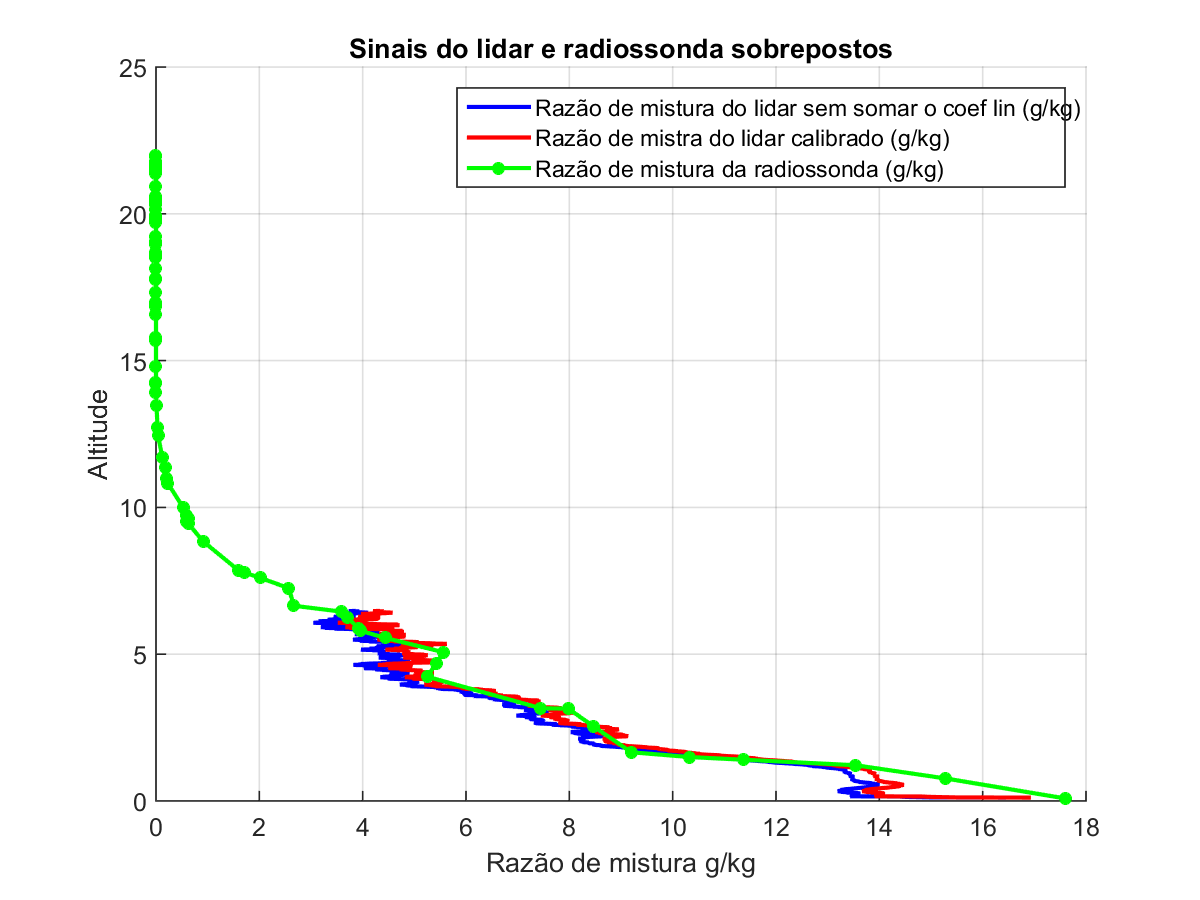 Sinais do lidar e radiossonda sobrepostos
25
Razão de mistura do lidar sem somar o coef lin (g/kg)
Razão de mistra do lidar calibrado (g/kg)
Razão de mistura da radiossonda (g/kg)
20
15
Altitude
10
5
0
0 2 4 6 8 10 12 14 16 18
Razão de mistura g/kg